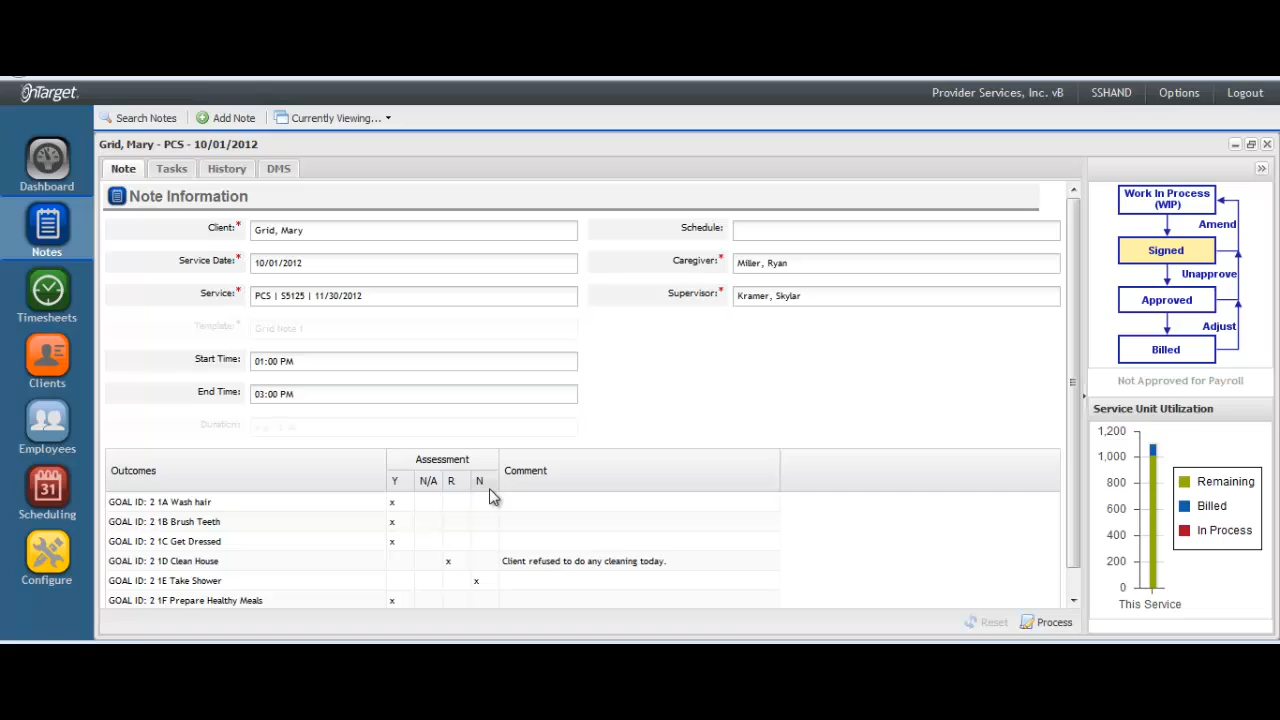 OnTarget.
Provider Services, Inc. vB
SSHAND
Options
Logout
Search Notes
Add Note
Currently Viewing...
Grid, Mary - PCS - 10/01/2012
Note
Tasks
History
DMS
Note Information
Client:*
Grid, Mary
Schedule:
Service Date:*
10/01/2012
Caregiver:*
Miller, Ryan
Service:*
PCS | S5125 | 11/30/2012
Supervisor:*
Kramer, Skylar
Template:*
Grid Note 1
Start Time:
01:00 PM
End Time:
03:00 PM
Duration:
Outcomes
Assessment
Comment
Y
N/A
R
N
GOAL ID: 2 1A Wash hair
x
GOAL ID: 2 1B Brush Teeth
x
GOAL ID: 2 1C Get Dressed
x
GOAL ID: 2 1D Clean House
x
Client refused to do any cleaning today.
GOAL ID: 2 1E Take Shower
x
GOAL ID: 2 1F Prepare Healthy Meals
x
Reset
Process
Dashboard
Notes
Timesheets
Clients
Employees
31
Scheduling
Configure
Work In Process
(WIP)
Amend
Signed
Unapprove
Approved
Adjust
Billed
Not Approved for Payroll
Service Unit Utilization
1,200
1,000
800
600
400
200
0
This Service
Remaining
Billed
In Process